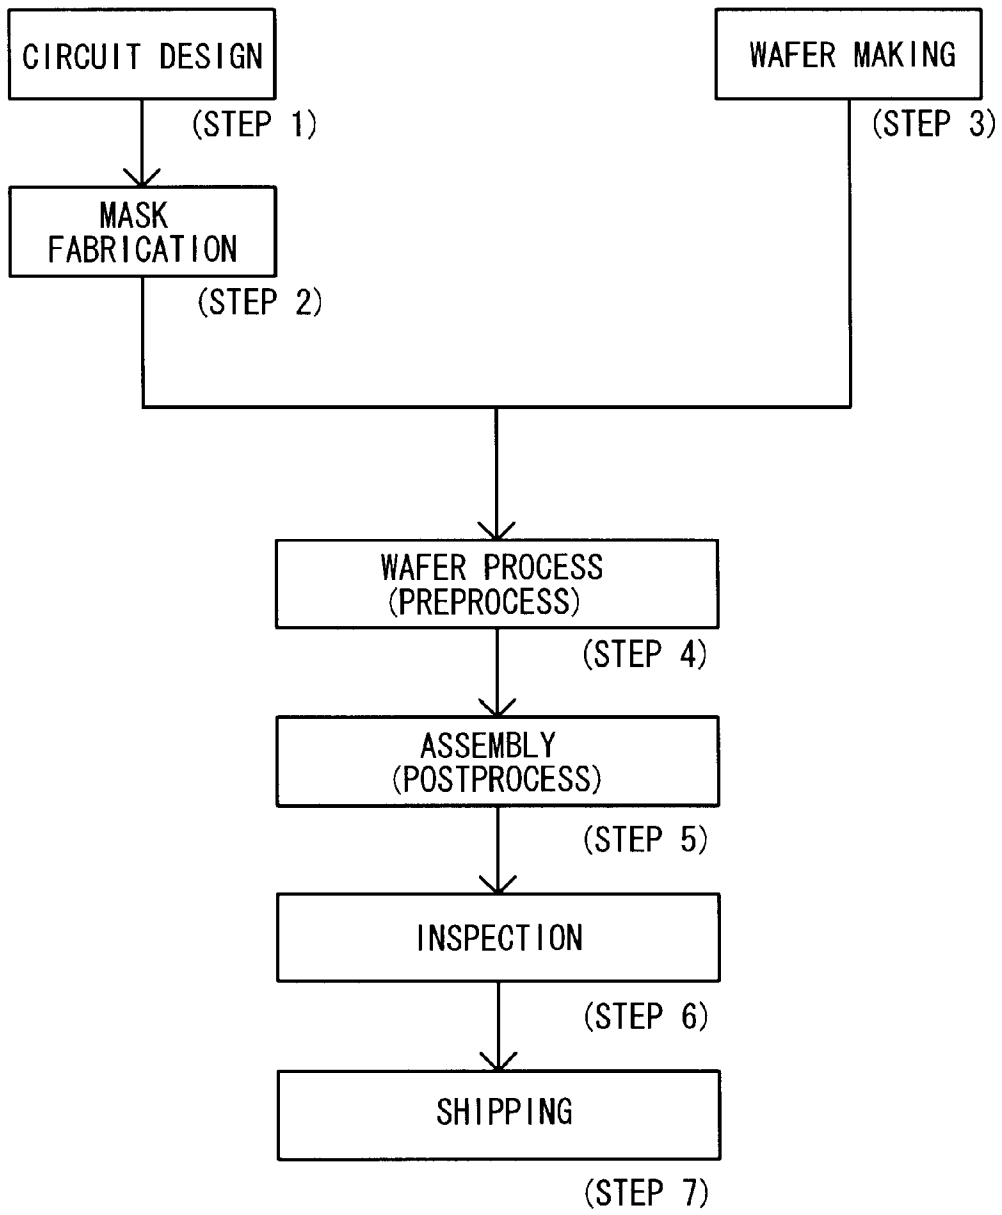 CIRCUIT DESIGN
(STEP 1)
WAFER MAKING
(STEP 3)
MASK
FABRICATION
(STEP 2)
WAFER PROCESS
(PREPROCESS)
(STEP 4)
ASSEMBLY
(POSTPROCESS)
(STEP 5)
INSPECTION
(STEP 6)
SHIPPING
(STEP 7)